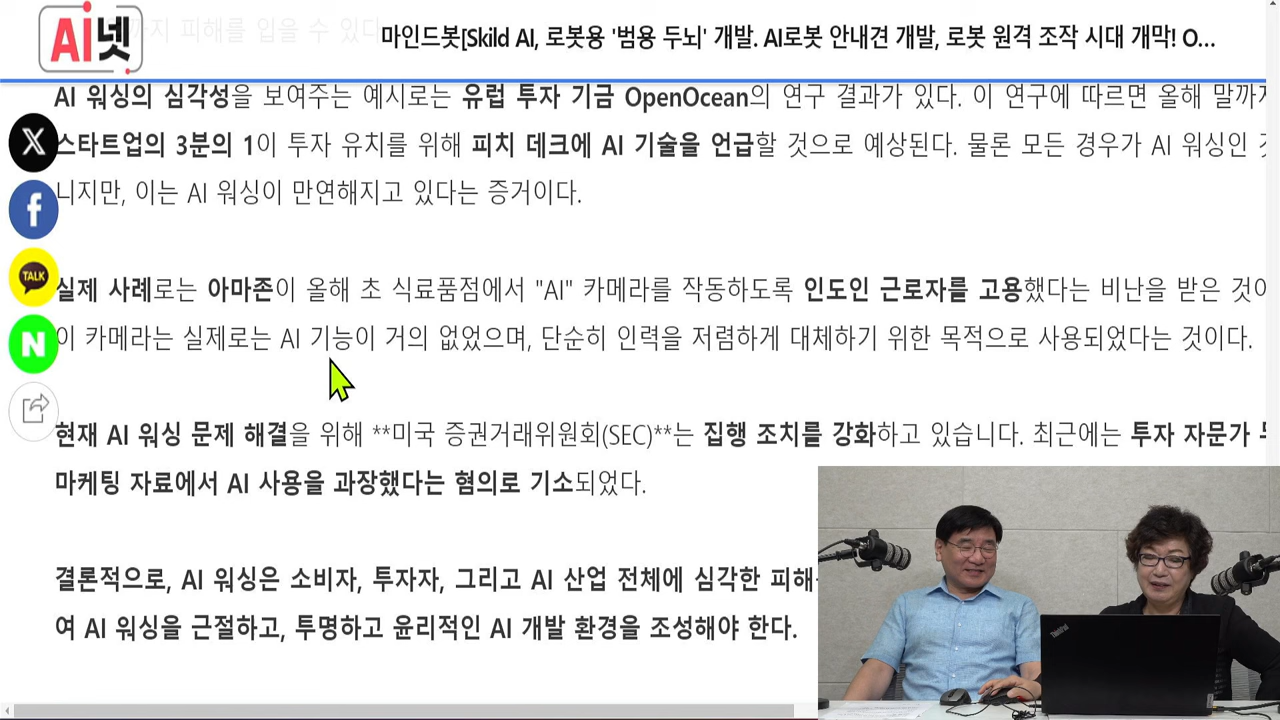 Ai넷
까지 피해를 입을 수 있다
마인드봇[Skild AI, 로봇용 '범용 두뇌' 개발. AI로봇 안내견 개발, 로봇 원격 조작 시대 개막! O...
AI 워싱의 심각성을 보여주는 예시로는 유럽 투자 기금 OpenOcean의 연구 결과가 있다. 이 연구에 따르면 올해 말까지
스타트업의 3분의 1이 투자 유치를 위해 피치 데크에 AI 기술을 언급할 것으로 예상된다. 물론 모든 경우가 AI 워싱인
니지만, 이는 AI 워싱이 만연해지고 있다는 증거이다.
실제 사례로는 아마존이 올해 초 식료품점에서 "AI" 카메라를 작동하도록 인도인 근로자를 고용했다는 비난을 받은 것이
이 카메라는 실제로는 AI 기능이 거의 없었으며, 단순히 인력을 저렴하게 대체하기 위한 목적으로 사용되었다는 것이다.
TALK
N
현재 AI 워싱 문제 해결을 위해 **미국 증권거래위원회(SEC)**는 집행 조치를 강화하고 있습니다. 최근에는 투자 자문가
마케팅 자료에서 AI 사용을 과장했다는 혐의로 기소되었다.
결론적으로, AI 워싱은 소비자, 투자자, 그리고 AI 산업 전체에 심각한 피해
여 AI 워싱을 근절하고, 투명하고 윤리적인 AI 개발 환경을 조성해야 한다.
ThinkPad